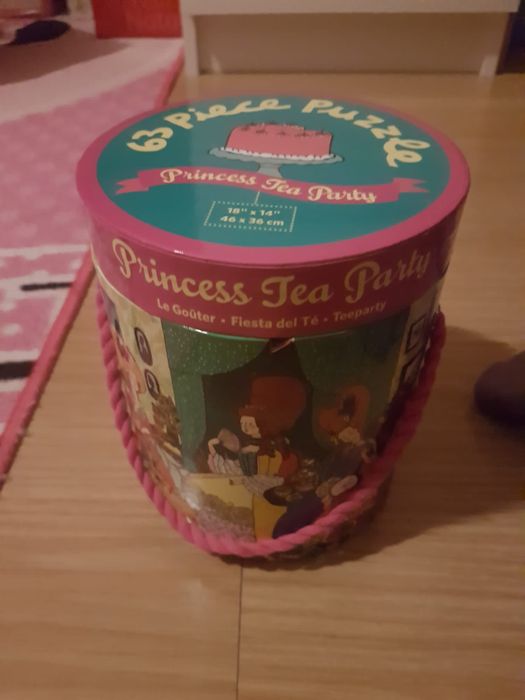 63 Piece Puzzle
Princess Tea Party
18" x 14"
46 x 36 cm
Princess Tea Party
Le Goûter • Fiesta del Té • Teeparty